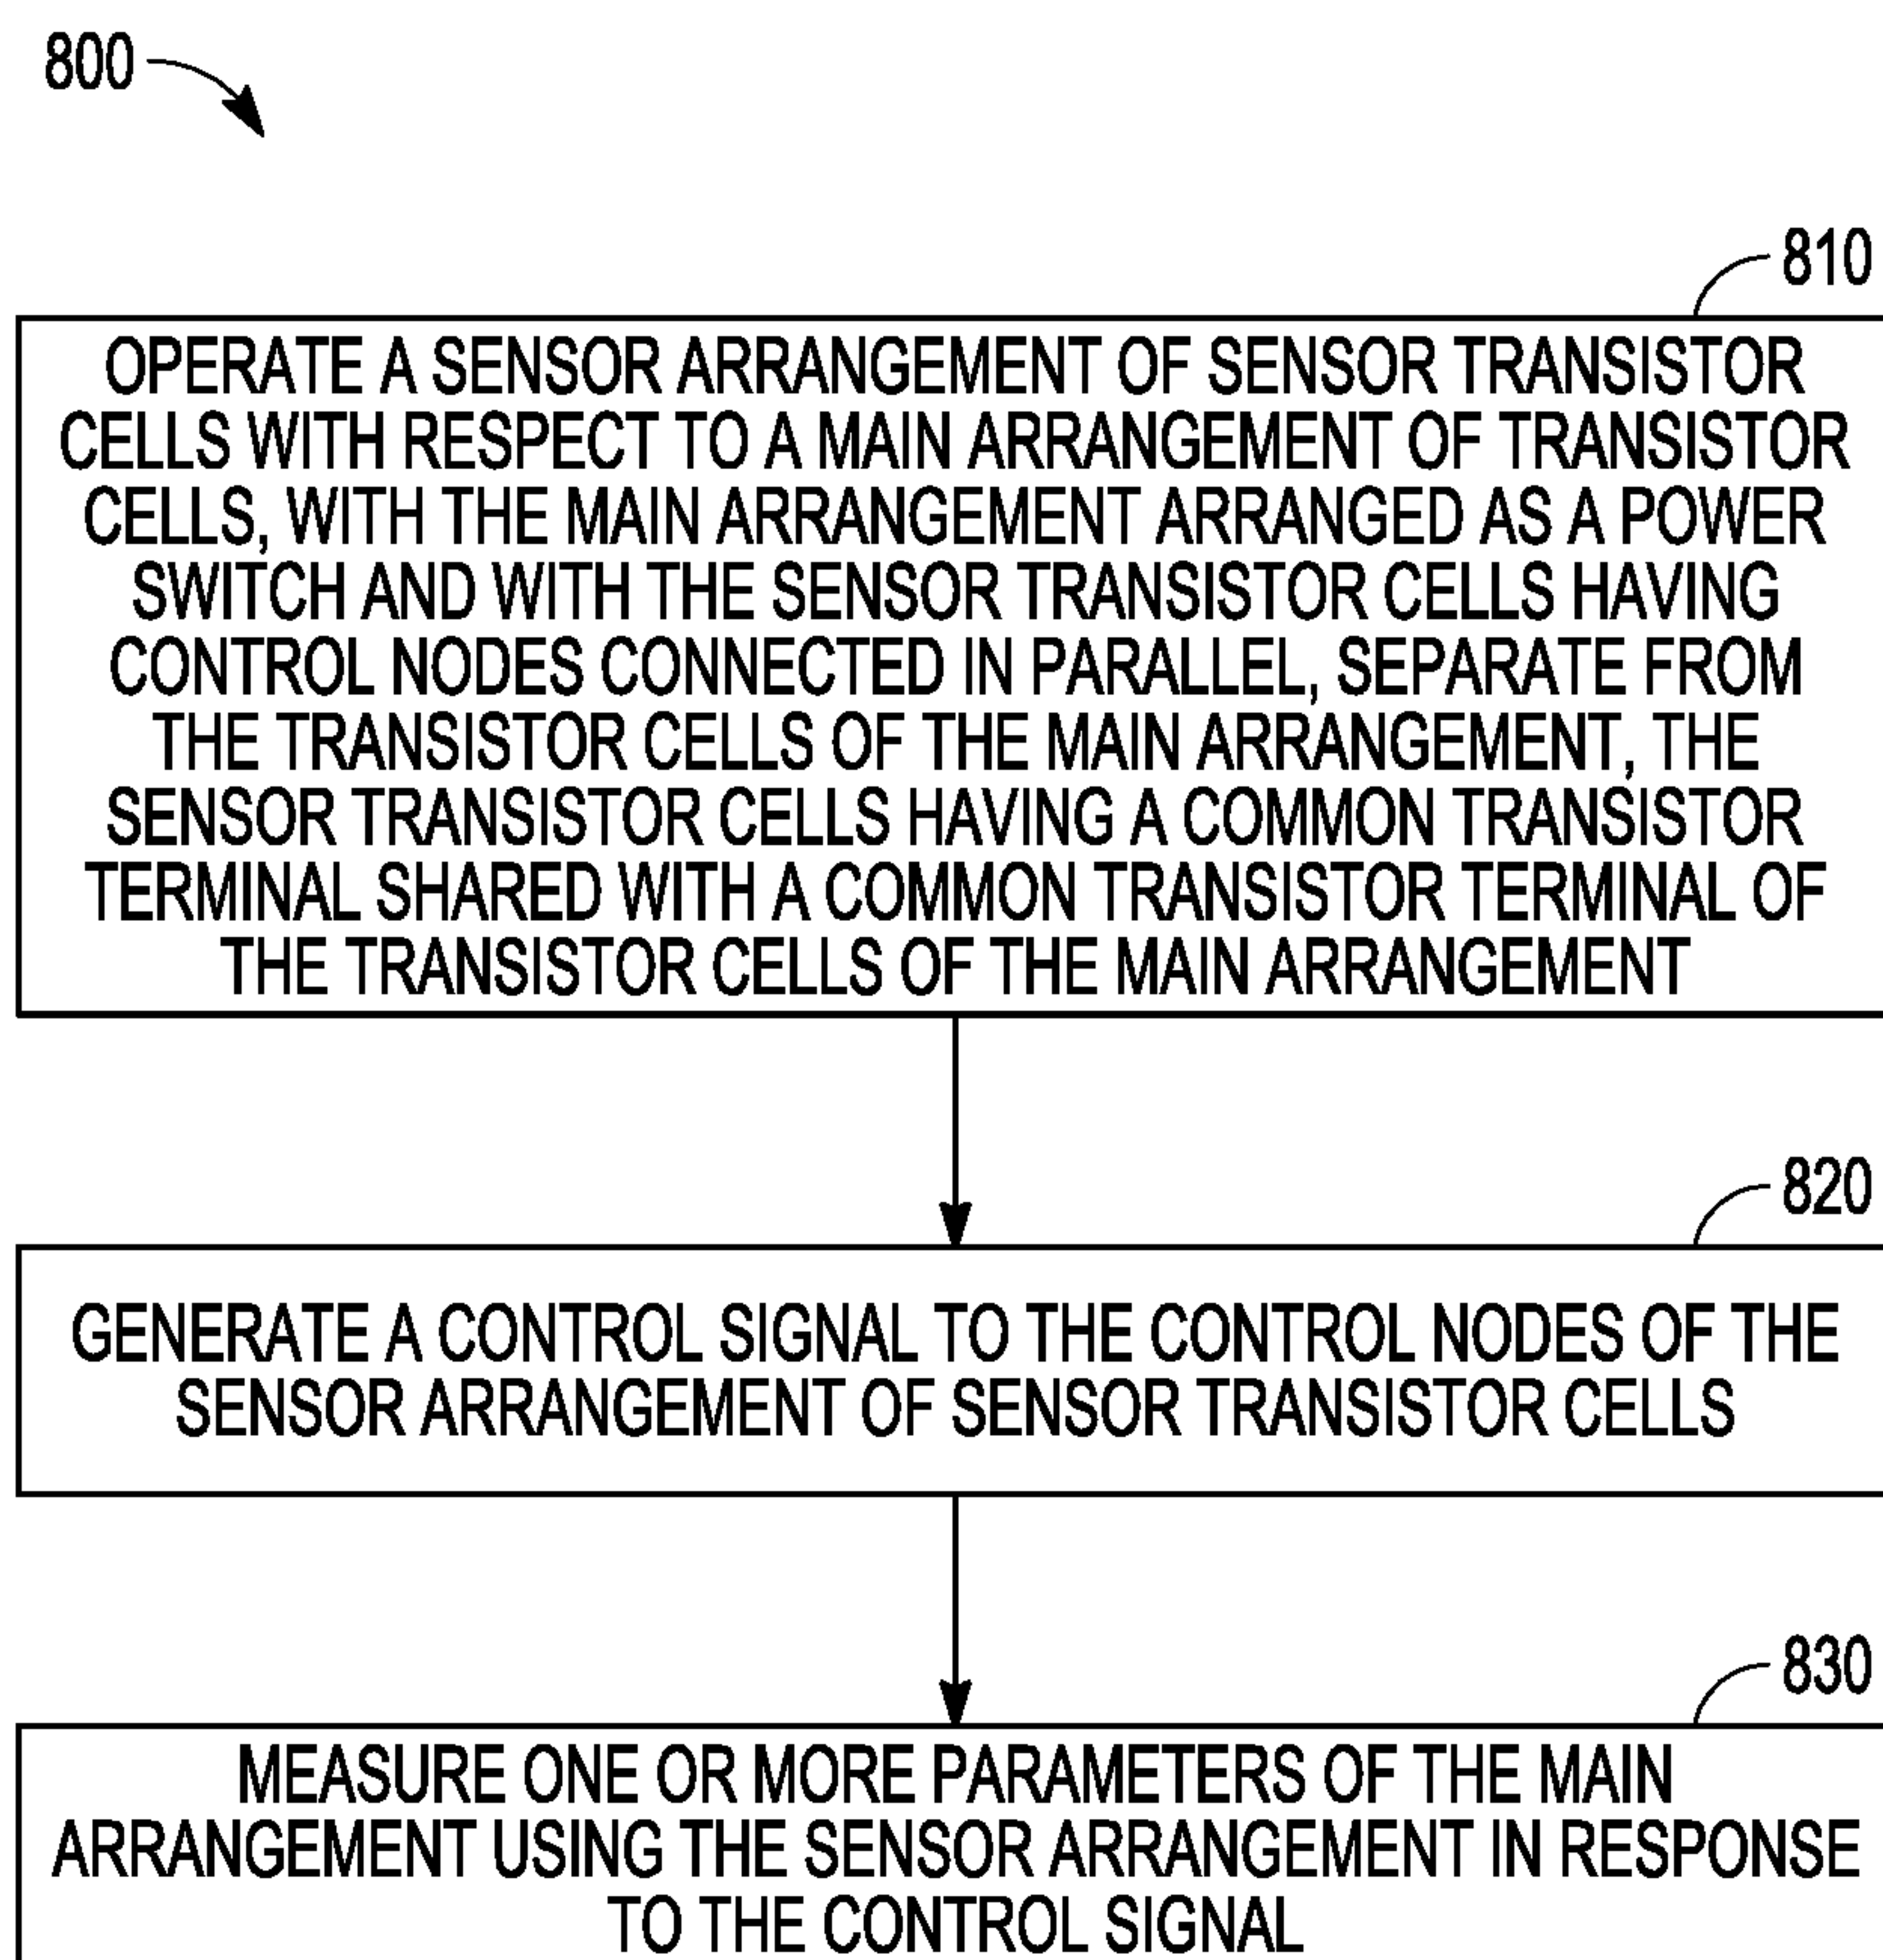 800
810
OPERATE A SENSOR ARRANGEMENT OF SENSOR TRANSISTOR
CELLS WITH RESPECT TO A MAIN ARRANGEMENT OF TRANSISTOR
CELLS, WITH THE MAIN ARRANGEMENT ARRANGED AS A POWER
SWITCH AND WITH THE SENSOR TRANSISTOR CELLS HAVING
CONTROL NODES CONNECTED IN PARALLEL, SEPARATE FROM
THE TRANSISTOR CELLS OF THE MAIN ARRANGEMENT, THE
SENSOR TRANSISTOR CELLS HAVING A COMMON TRANSISTOR
TERMINAL SHARED WITH A COMMON TRANSISTOR TERMINAL OF
THE TRANSISTOR CELLS OF THE MAIN ARRANGEMENT
820
GENERATE A CONTROL SIGNAL TO THE CONTROL NODES OF THE
SENSOR ARRANGEMENT OF SENSOR TRANSISTOR CELLS
830
MEASURE ONE OR MORE PARAMETERS OF THE MAIN
ARRANGEMENT USING THE SENSOR ARRANGEMENT IN RESPONSE
TO THE CONTROL SIGNAL